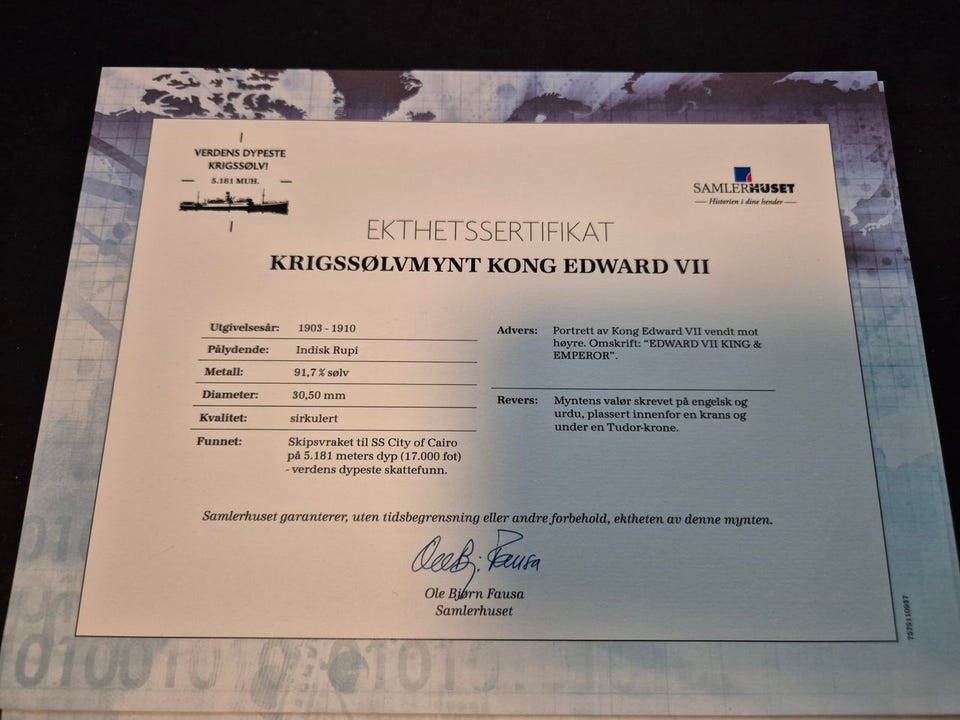 VERDENS DYPESTE
KRIGSSØLV!
5.181 MUH.
SAMLERHUSET
Historien i dine hender
EKTHETSSERTIFIKAT
KRIGSSØLVMYNT KONG EDWARD VII
Utgivelsesår: 1903 - 1910
Pålydende: Indisk Rupi
Metall: 91,7 % sølv
Diameter: 30,50 mm
Kvalitet: sirkulert
Funnet: Skipsvraket til SS City of Cairo
på 5.181 meters dyp (17.000 fot)
- verdens dypeste skattefunn.
Advers: Portrett av Kong Edward VII vendt mot
høyre. Omskrift: “EDWARD VII KING &
EMPEROR”.
Revers: Myntens valør skrevet på engelsk og
urdu, plassert innenfor en krans og
under en Tudor-krone.
Samlerhuset garanterer, uten tidsbegrensning eller andre forbehold, ektheten av denne mynten.
Ole Bj. Fausa
Ole Bjørn Fausa
Samlerhuset